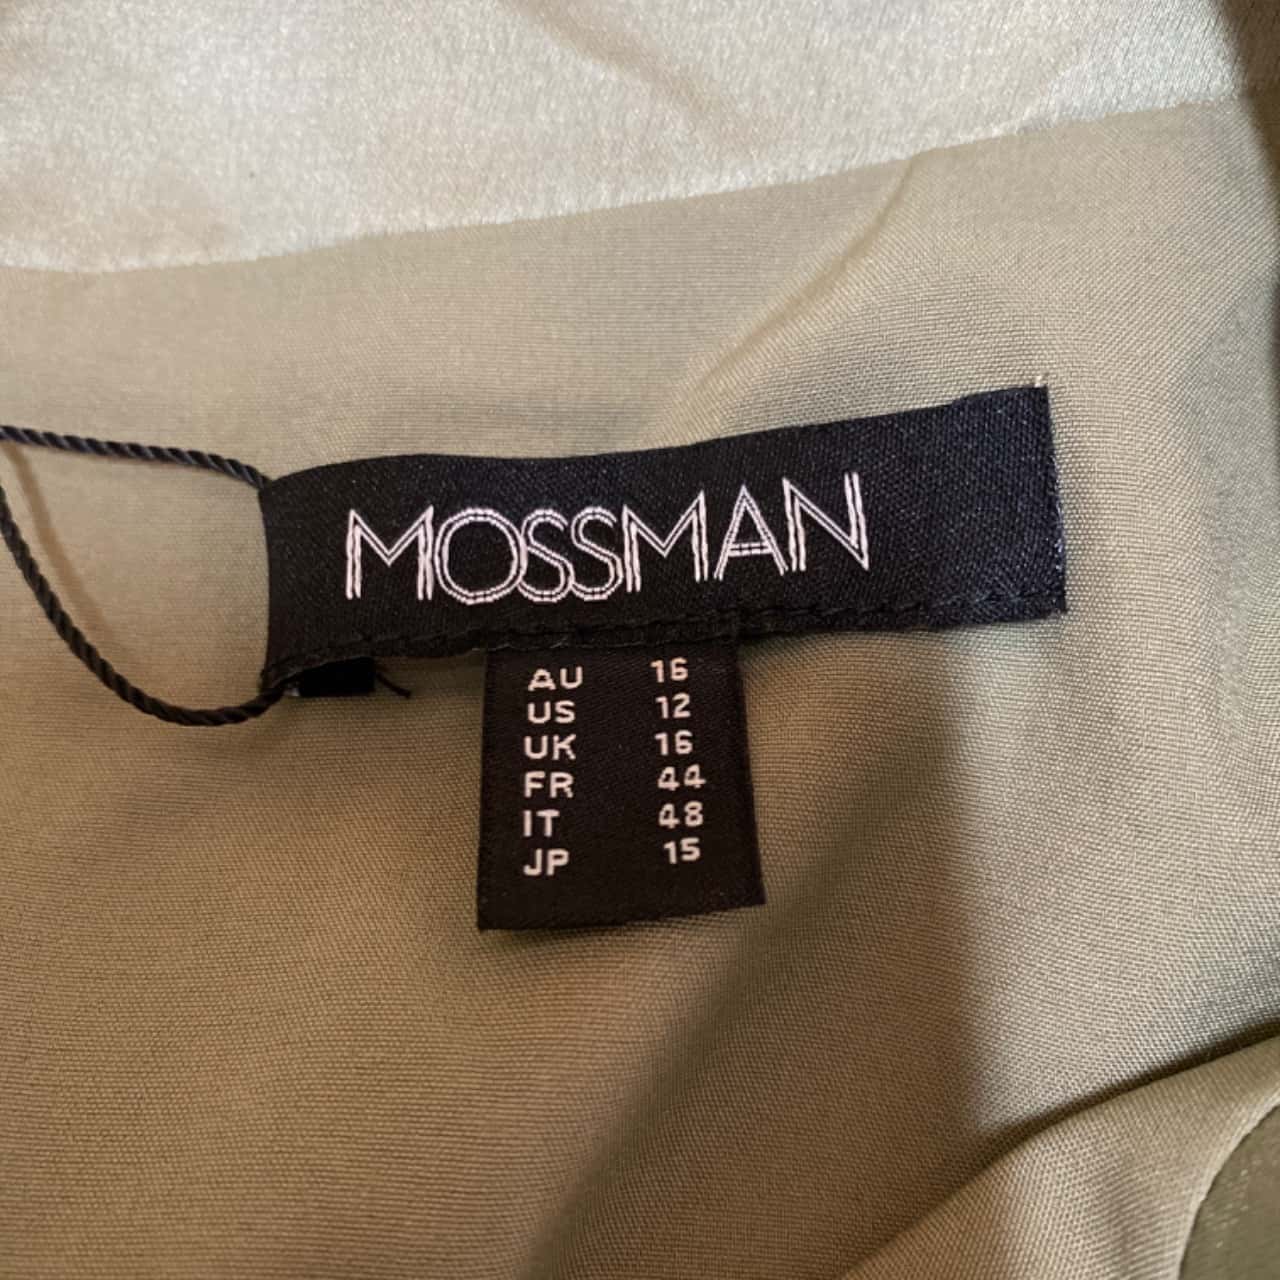 MOSSMAN
AU 16
US 12
UK 16
FR 44
IT 48
JP 15